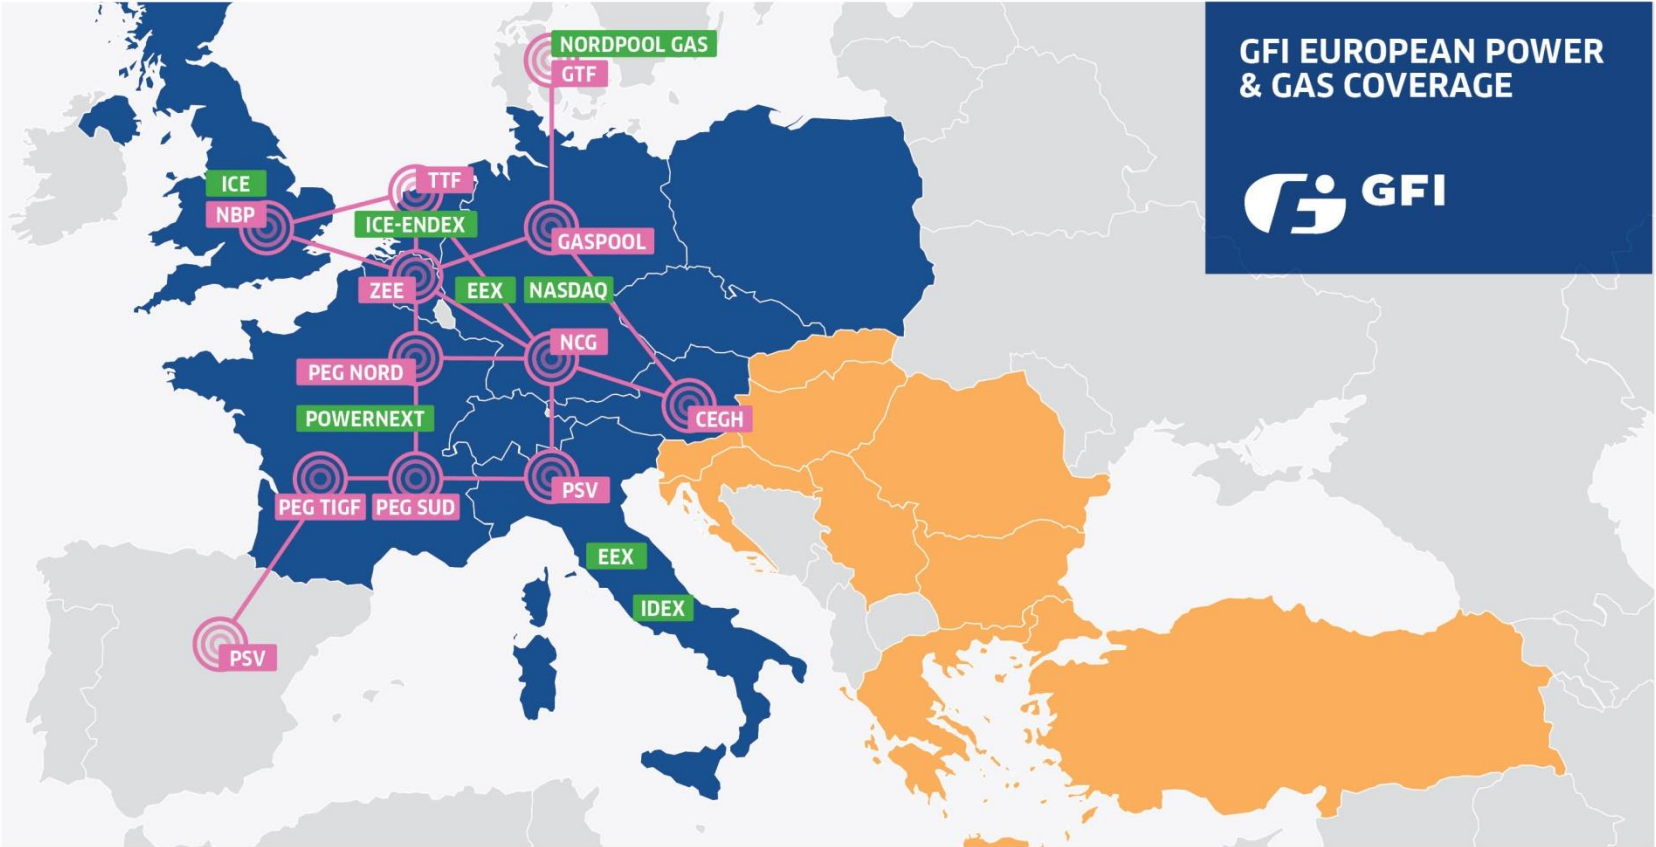 GFI EUROPEAN POWER
& GAS COVERAGE
GFI
NORDPOOL GAS
GTF
ICE
NBP
TTF
ICE-ENDEX
GASPOOL
ZEE
EEX
NASDAQ
NCG
PEG NORD
POWERNEXT
CEGH
PEG TIGF
PEG SUD
PSV
EEX
IDEX
PSV